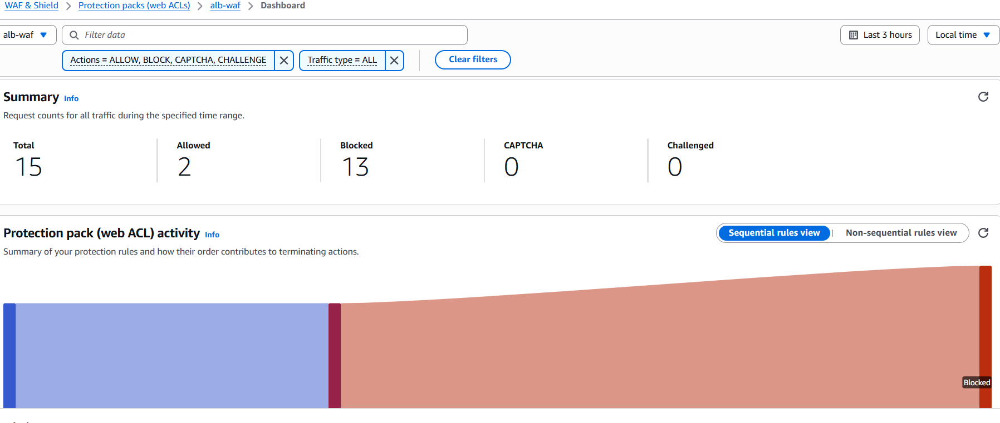 WAF & Shield > Protection packs (web ACLs) > alb-waf > Dashboard
alb-waf Filter data Last 3 hours Local time
Actions = ALLOW, BLOCK, CAPTCHA, CHALLENGE Traffic type = ALL Clear filters
Summary Info
Request counts for all traffic during the specified time range.
Total Allowed Blocked CAPTCHA Challenged
15 2 13 0 0
Protection pack (web ACL) activity Info Sequential rules view Non-sequential rules view
Summary of your protection rules and how their order contributes to terminating actions.
Blocked